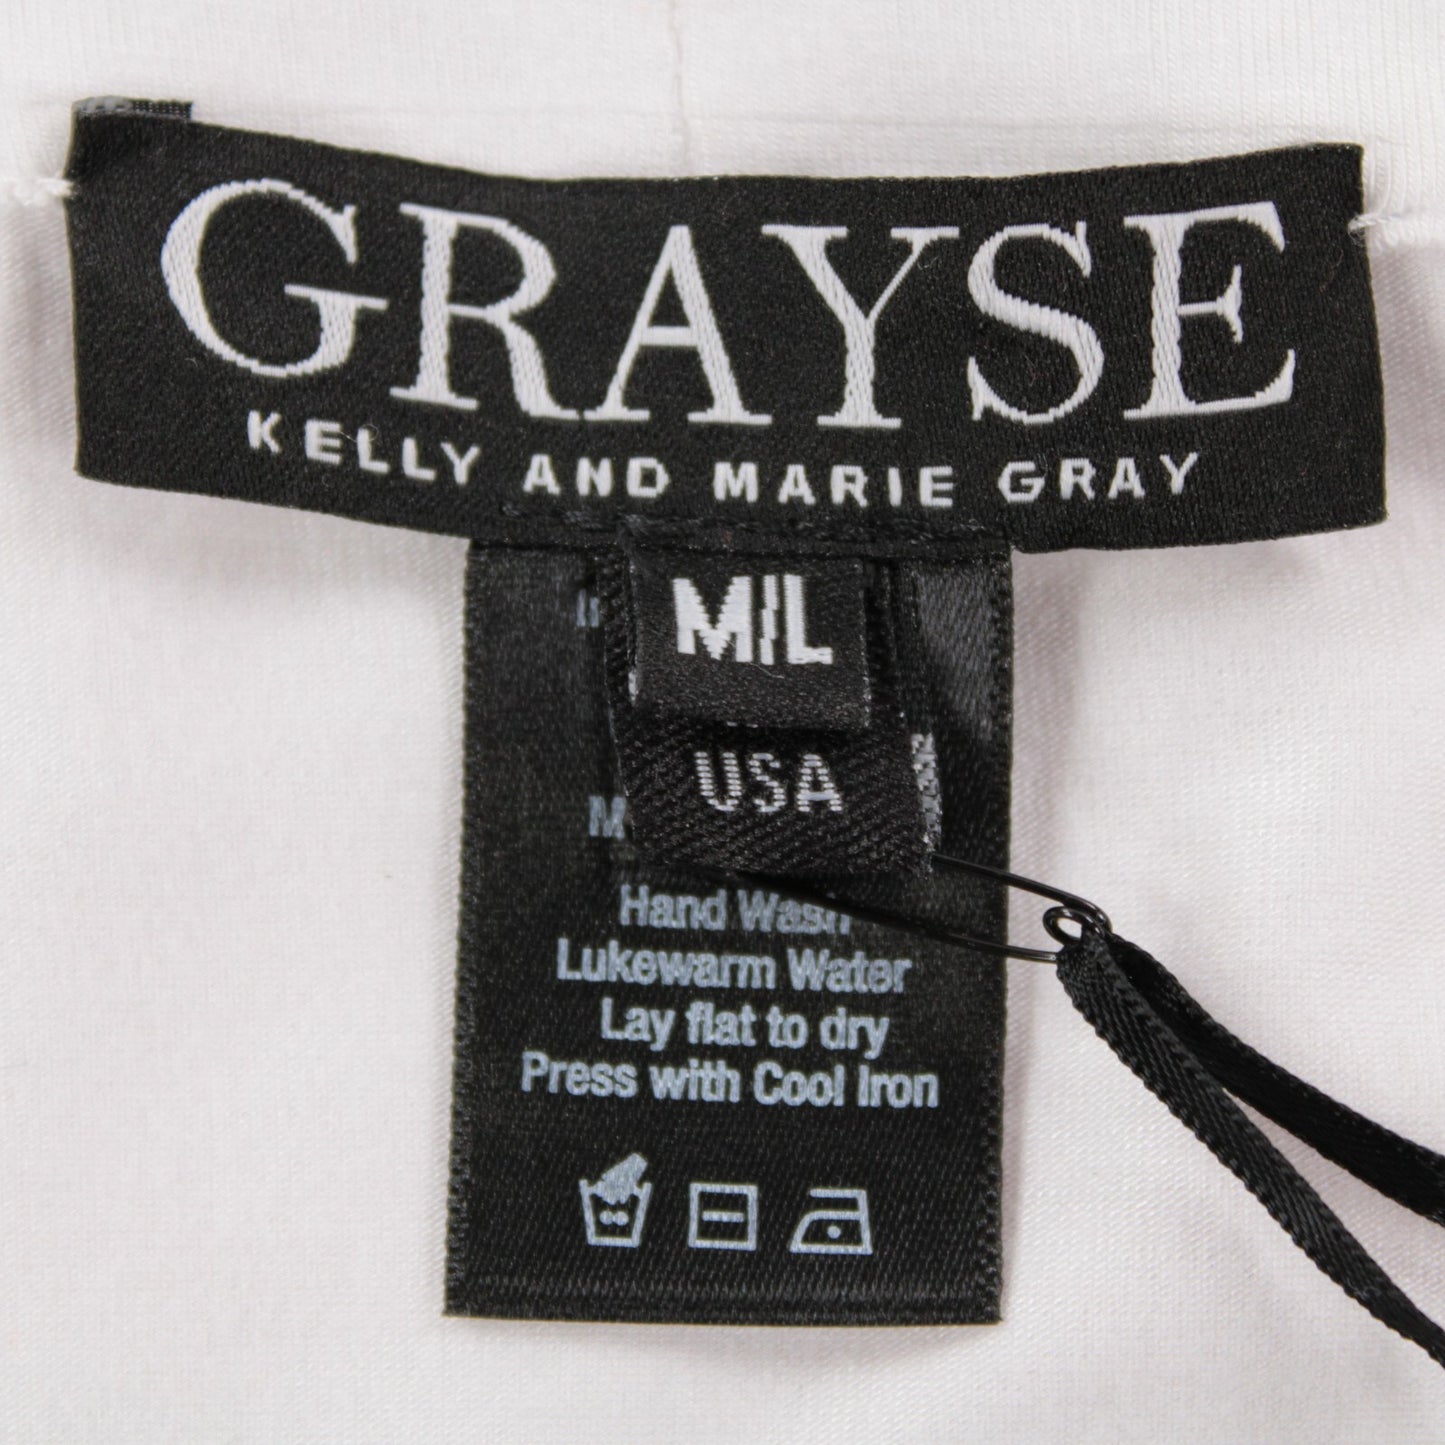 GRAYSE
KELLY AND MARIE GRAY
M/L
USA
Hand Wash
Lukewarm Water
Lay flat to dry
Press with Cool Iron